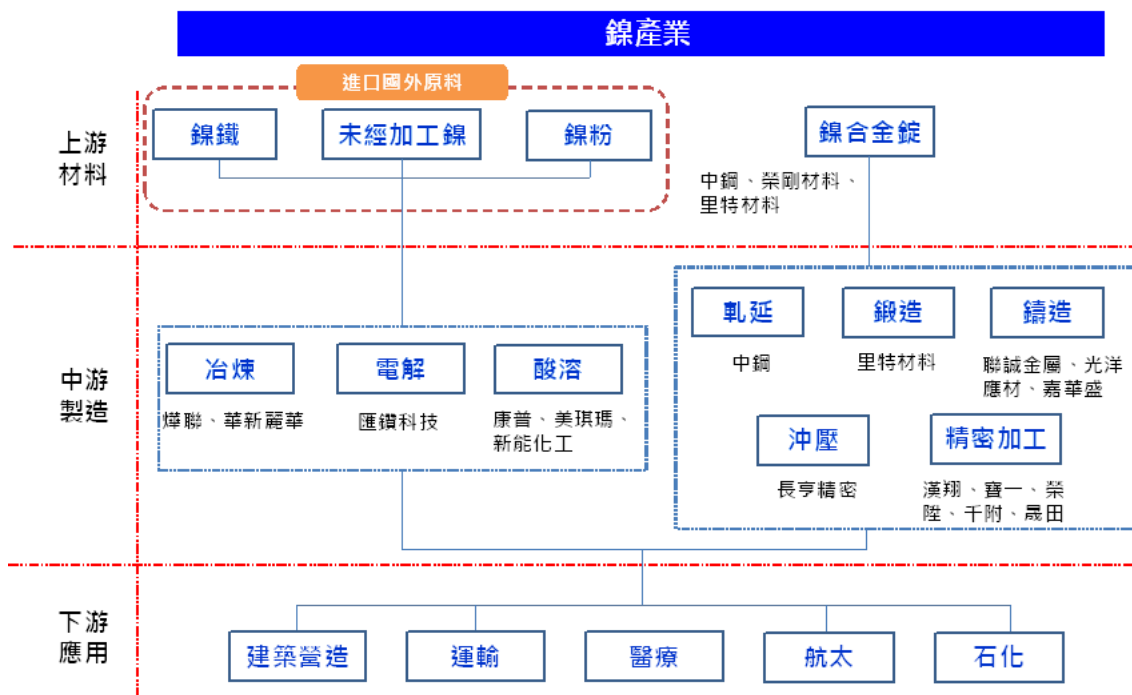 鎳產業
進口國外原料
上游
材料
鎳鐵
未經加工鎳
鎳粉
鎳合金錠
中鋼、榮剛材料、
里特材料
中游
製造
冶煉
燁聯、華新麗華
電解
匯鑽科技
酸溶
康普、美琪瑪、
新能化工
軋延
中鋼
鍛造
里特材料
鑄造
聯誠金屬、光洋
應材、嘉華盛
沖壓
長亨精密
精密加工
漢翔、寶一、榮
陞、千附、晟田
下游
應用
建築營造
運輸
醫療
航太
石化